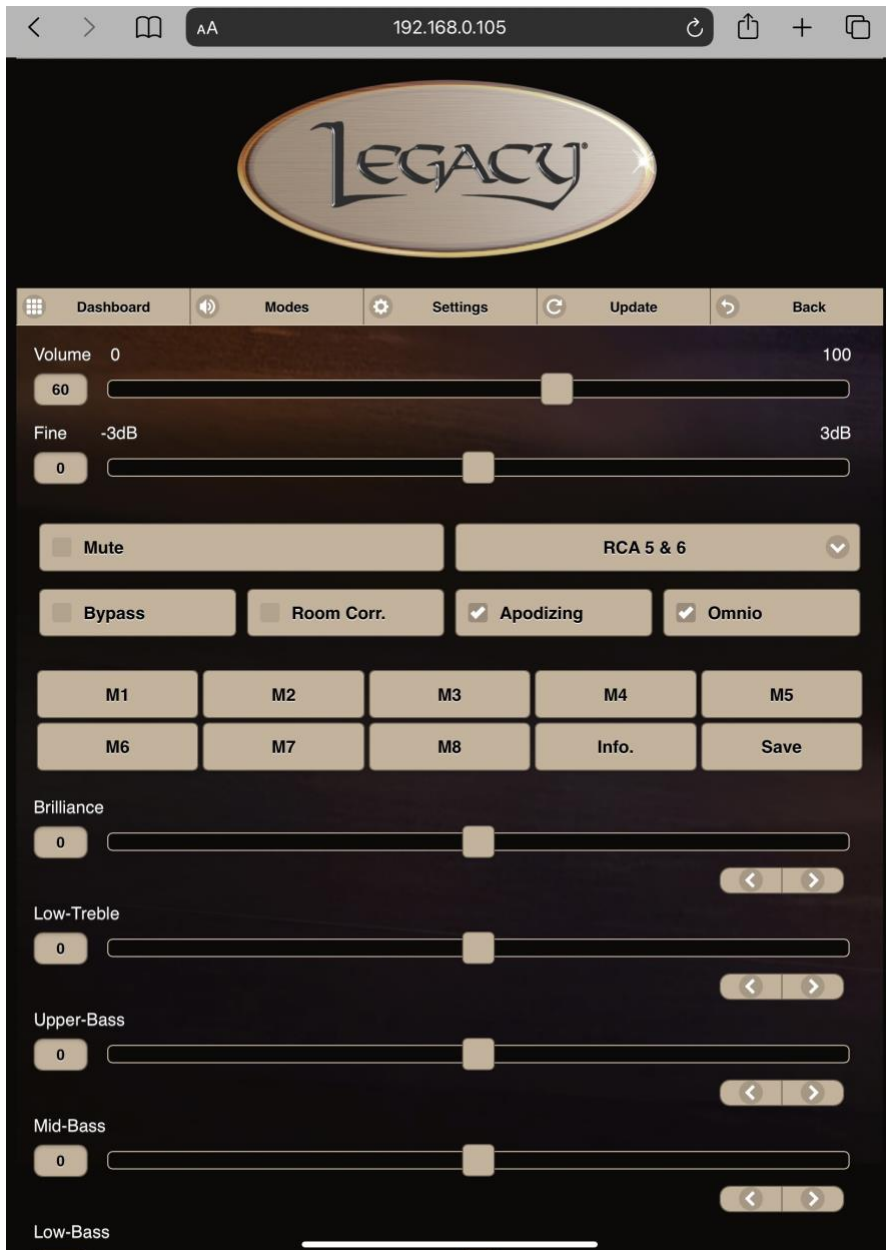 AA 192.168.0.105
LEGACY
Dashboard Modes Settings Update Back
Volume 0 100
60
Fine -3dB 3dB
0
Mute RCA 5 & 6
Bypass Room Corr. Apodizing Omnio
M1 M2 M3 M4 M5
M6 M7 M8 Info. Save
Brilliance
0
Low-Treble
0
Upper-Bass
0
Mid-Bass
0
Low-Bass